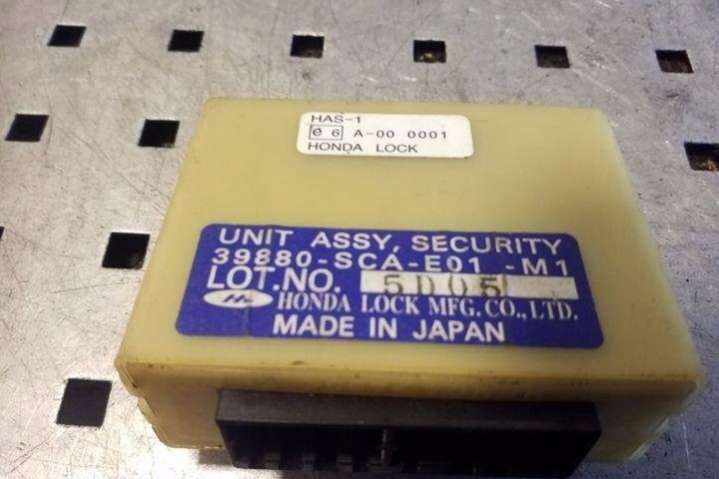 HAS-1
e 6 A-00 0001
HONDA LOCK
UNIT ASSY, SECURITY
39880-SCA-E01 -M1
LOT.NO. 5D05
HONDA LOCK MFG. CO., LTD.
MADE IN JAPAN